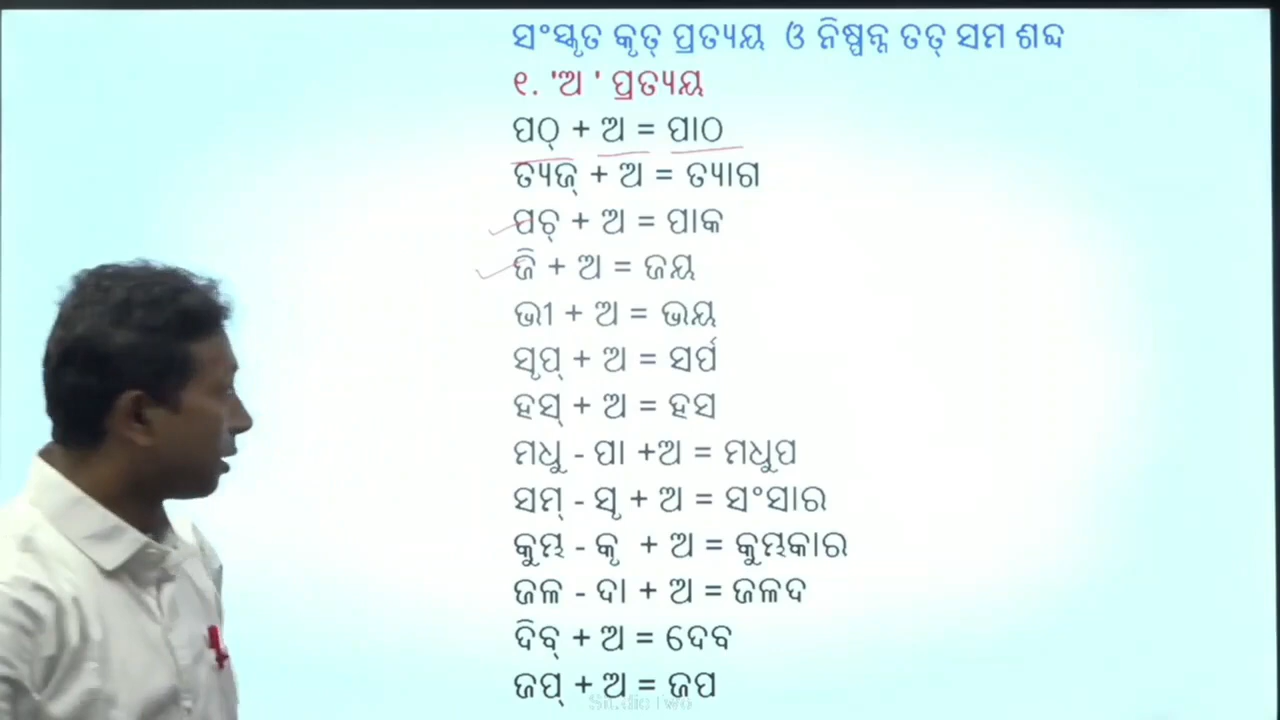 ସଂସ୍କୃତ କୃତ୍ ପ୍ରତ୍ୟୟ ଓ ନିଷ୍ପନ୍ନ ତତ୍ ସମ ଶବ୍ଦ
୧. 'ଅ ' ପ୍ରତ୍ୟୟ
ପଠ୍ + ଅ = ପାଠ
ତ୍ୟଜ୍ + ଅ = ତ୍ୟାଗ
ପଚ୍ + ଅ = ପାକ
ଜି + ଅ = ଜୟ
ଭୀ + ଅ = ଭୟ
ସୃପ୍ + ଅ = ସର୍ପ
ହସ୍ + ଅ = ହସ
ମଧୁ - ପା +ଅ = ମଧୁପ
ସମ୍ - ସୃ + ଅ = ସଂସାର
କୁମ୍ଭ - କୃ + ଅ = କୁମ୍ଭକାର
ଜଳ - ଦା + ଅ = ଜଳଦ
ଦିବ୍ + ଅ = ଦେବ
ଜପ୍ + ଅ = ଜପ